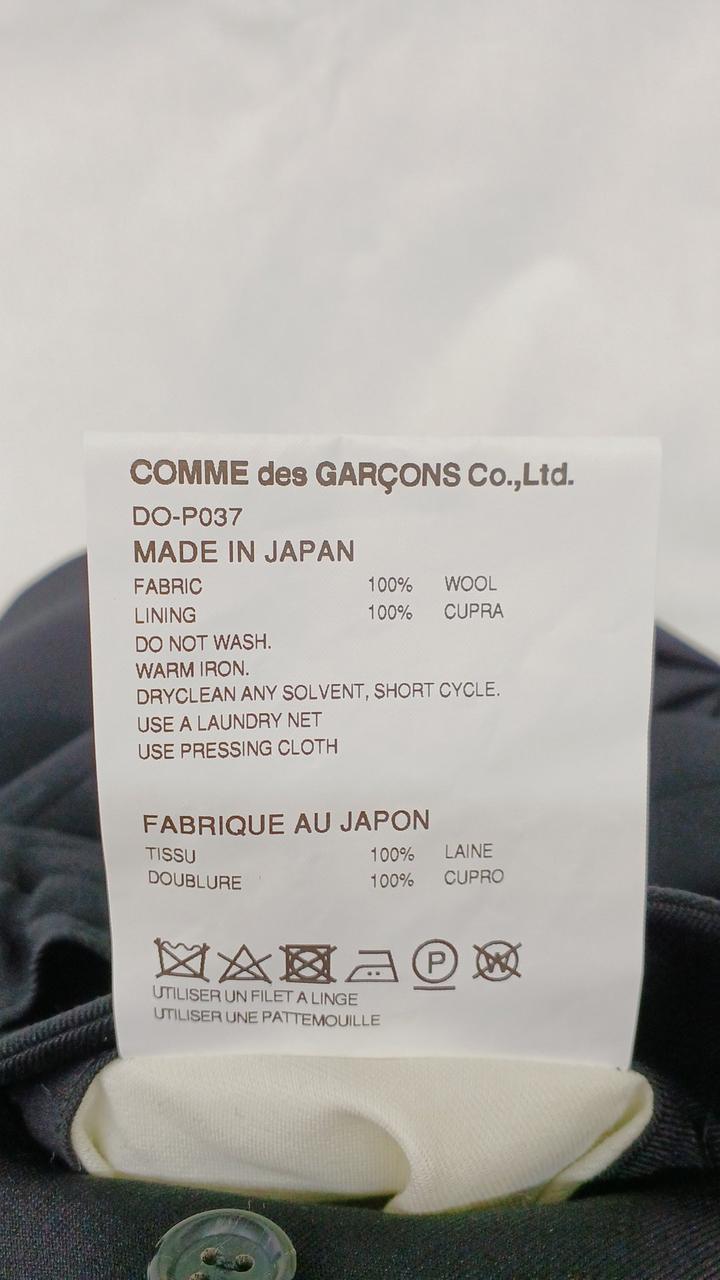 COMME des GARÇONS Co.,Ltd.
DO-P037
MADE IN JAPAN
FABRIC 100% WOOL
LINING 100% CUPRA
DO NOT WASH.
WARM IRON.
DRYCLEAN ANY SOLVENT, SHORT CYCLE.
USE A LAUNDRY NET
USE PRESSING CLOTH
FABRIQUE AU JAPON
TISSU 100% LAINE
DOUBLURE 100% CUPRO
P W
UTILISER UN FILET A LINGE
UTILISER UNE PATTEMOUILLE